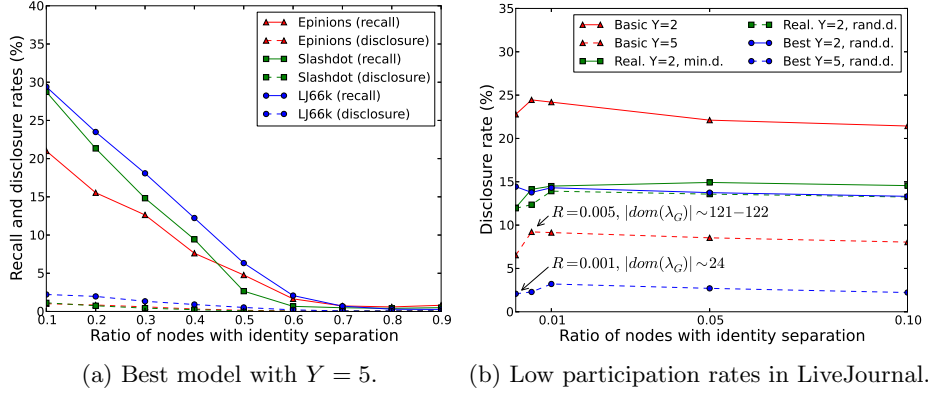 40
35
30
25
20
15
10
5
0
Recall and disclosure rates (%)
Epinions (recall)
Epinions (disclosure)
Slashdot (recall)
Slashdot (disclosure)
LJ66k (recall)
LJ66k (disclosure)
0.1 0.2 0.3 0.4 0.5 0.6 0.7 0.8 0.9
Ratio of nodes with identity separation
(a) Best model with Y = 5.
35
30
25
20
15
10
5
0
Disclosure rate (%)
Basic Y=2
Basic Y=5
Real. Y=2, min.d.
Real. Y=2, rand.d.
Best Y=2, rand.d.
Best Y=5, rand.d.
R=0.005, |dom(λ_G)|∼121−122
R=0.001, |dom(λ_G)|∼24
0.01 0.05 0.10
Ratio of nodes with identity separation
(b) Low participation rates in LiveJournal.